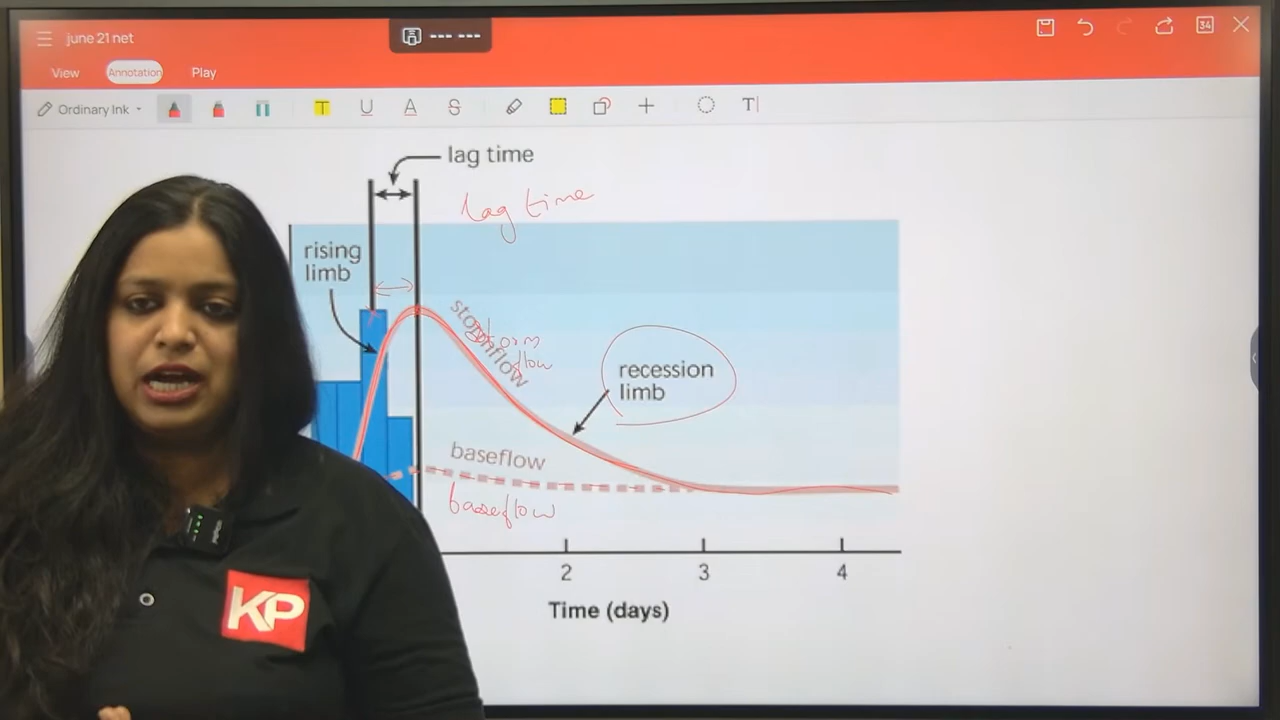 june 21 net
--- ---
34
View
Annotation
Play
Ordinary Ink
T
U
A
S
T
lag time
lag time
rising
limb
stormflow
storm
flow
recession
limb
baseflow
baseflow
2
3
4
Time (days)
KP